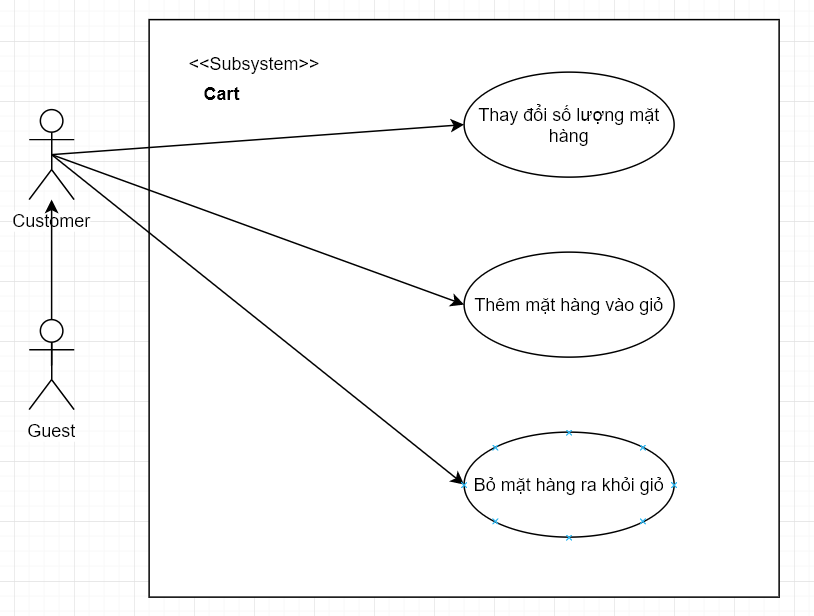 <<Subsystem>>
Cart
Thay đổi số lượng mặt
hàng
Customer
Thêm mặt hàng vào giỏ
Guest
Bỏ mặt hàng ra khỏi giỏ